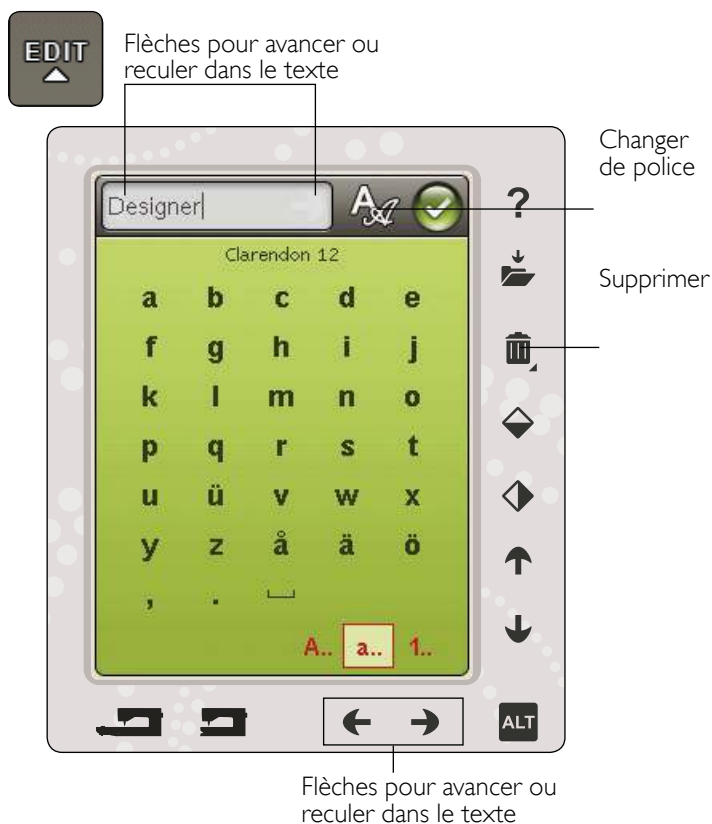 EDIT
Flèches pour avancer ou
reculer dans le texte
Changer
de police
Designer
A A
?
Clarendon 12
Supprimer
a b c d e
f g h i j
k l m n o
p q r s t
u ü v w x
y z å ä ö
, .
A.. a.. 1..
ALT
Flèches pour avancer ou
reculer dans le texte